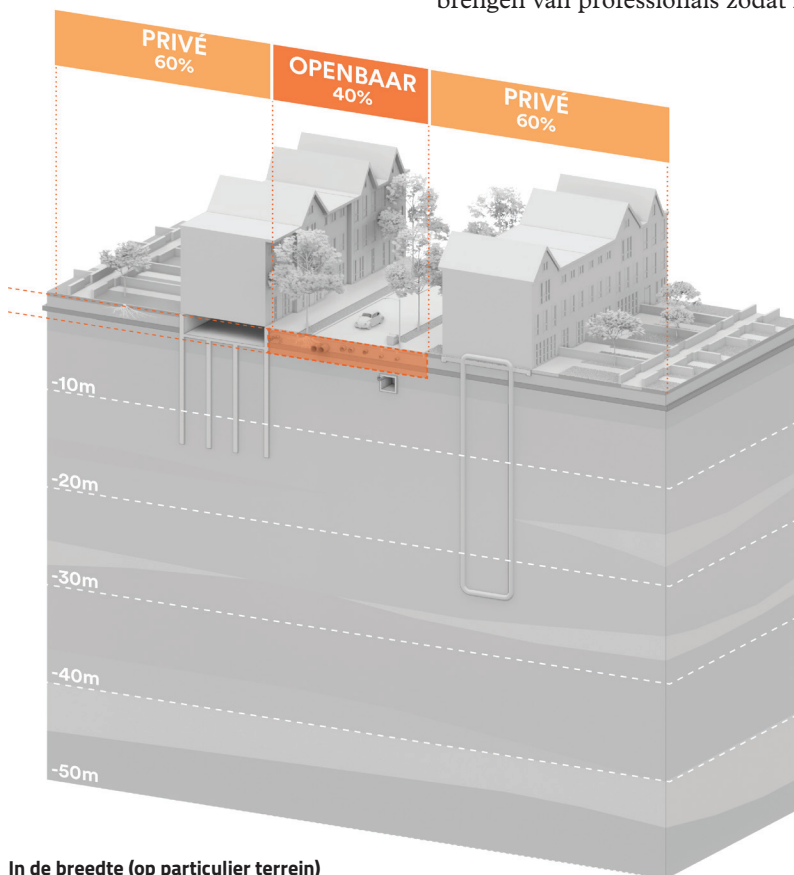 brengen van professionals zodat
PRIVÉ
60%
OPENBAAR
40%
PRIVÉ
60%
-10m
-20m
-30m
-40m
-50m
In de breedte (op particulier terrein)